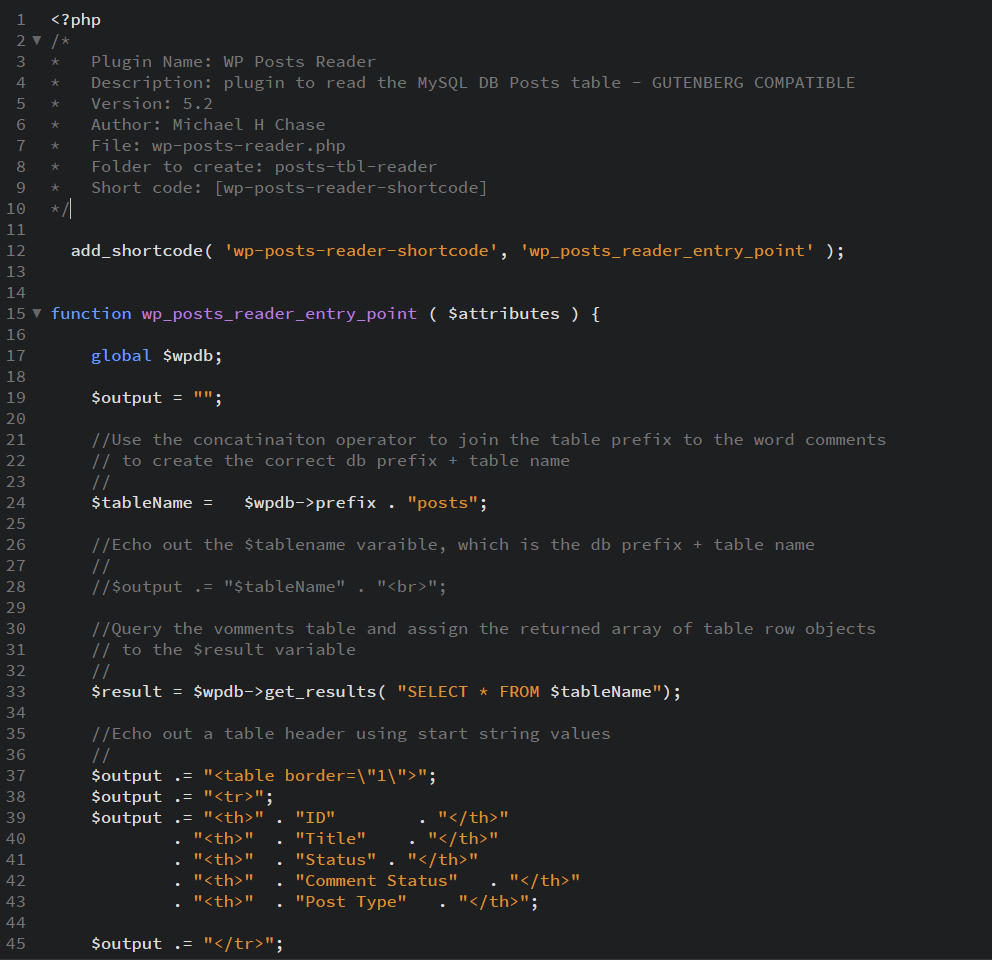 1 <?php
2 ▼ /*
3 *   Plugin Name: WP Posts Reader
4 *   Description: plugin to read the MySQL DB Posts table - GUTENBERG COMPATIBLE
5 *   Version: 5.2
6 *   Author: Michael H Chase
7 *   File: wp-posts-reader.php
8 *   Folder to create: posts-tbl-reader
9 *   Short code: [wp-posts-reader-shortcode]
10 */
11
12   add_shortcode( 'wp-posts-reader-shortcode', 'wp_posts_reader_entry_point' );
13
14
15 ▼ function wp_posts_reader_entry_point ( $attributes ) {
16
17     global $wpdb;
18
19     $output = "";
20
21     //Use the concatinaiton operator to join the table prefix to the word comments
22     // to create the correct db prefix + table name
23     //
24     $tableName =   $wpdb->prefix . "posts";
25
26     //Echo out the $tablename varaible, which is the db prefix + table name
27     //
28     //$output .= "$tableName" . "<br>";
29
30     //Query the vomments table and assign the returned array of table row objects
31     // to the $result variable
32     //
33     $result = $wpdb->get_results( "SELECT * FROM $tableName");
34
35     //Echo out a table header using start string values
36     //
37     $output .= "<table border=\"1\">";
38     $output .= "<tr>";
39     $output .= "<th>" . "ID"        . "</th>"
40             . "<th>"  . "Title"    . "</th>"
41             . "<th>"  . "Status" . "</th>"
42             . "<th>"  . "Comment Status"   . "</th>"
43             . "<th>"  . "Post Type"   . "</th>";
44
45     $output .= "</tr>";